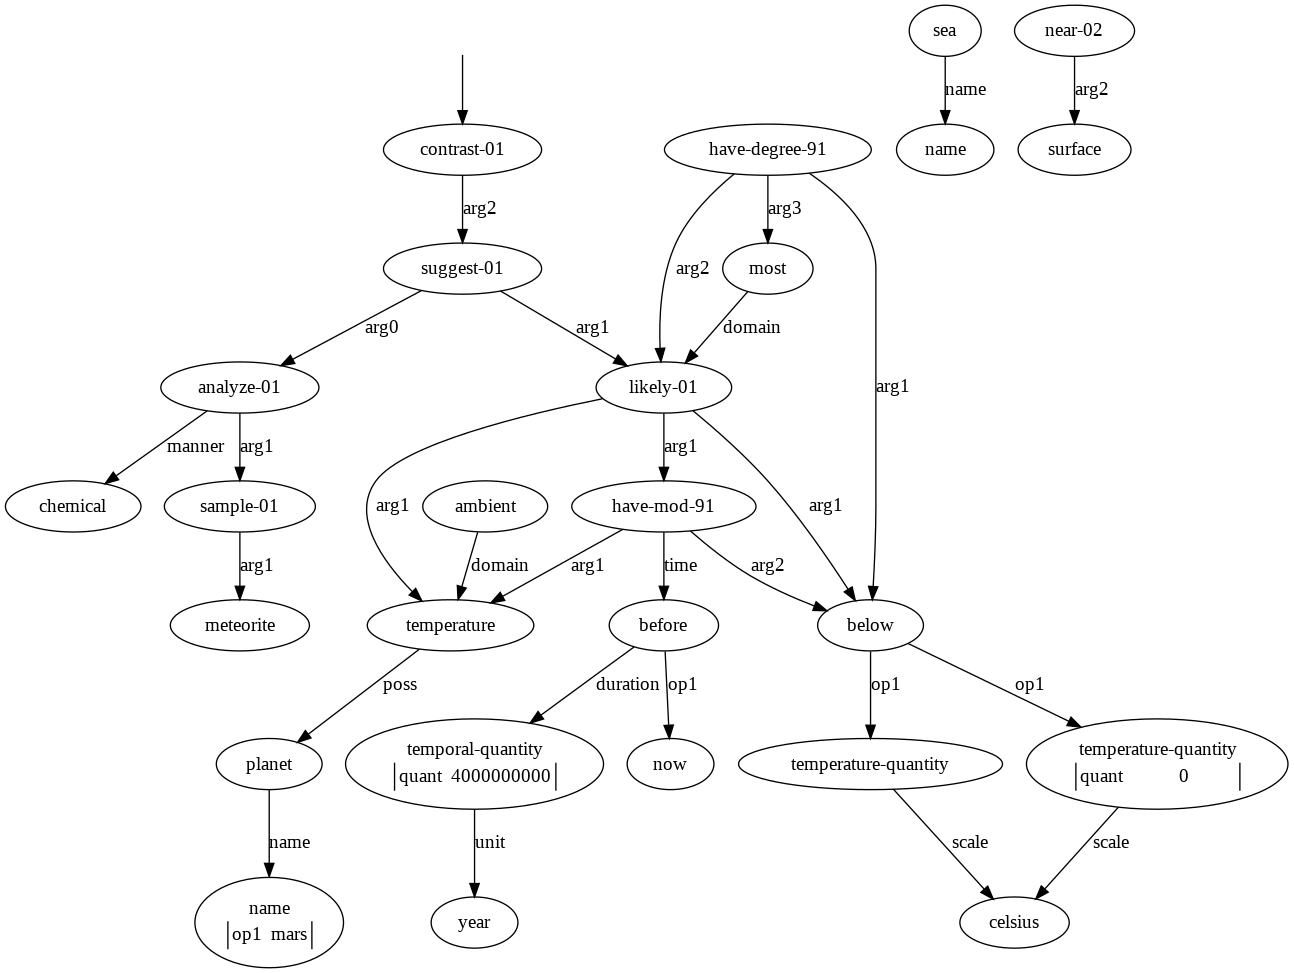 sea
near-02
name
arg2
contrast-01
have-degree-91
name
surface
arg2
arg3
suggest-01
arg2
most
arg0
arg1
domain
analyze-01
likely-01
arg1
manner
arg1
arg1
chemical
sample-01
arg1
ambient
have-mod-91
arg1
arg1
domain
arg1
time
arg2
meteorite
temperature
before
below
poss
duration
op1
op1
op1
planet
temporal-quantity
quant 4000000000
now
temperature-quantity
temperature-quantity
quant 0
name
unit
scale
scale
name
op1 mars
year
celsius